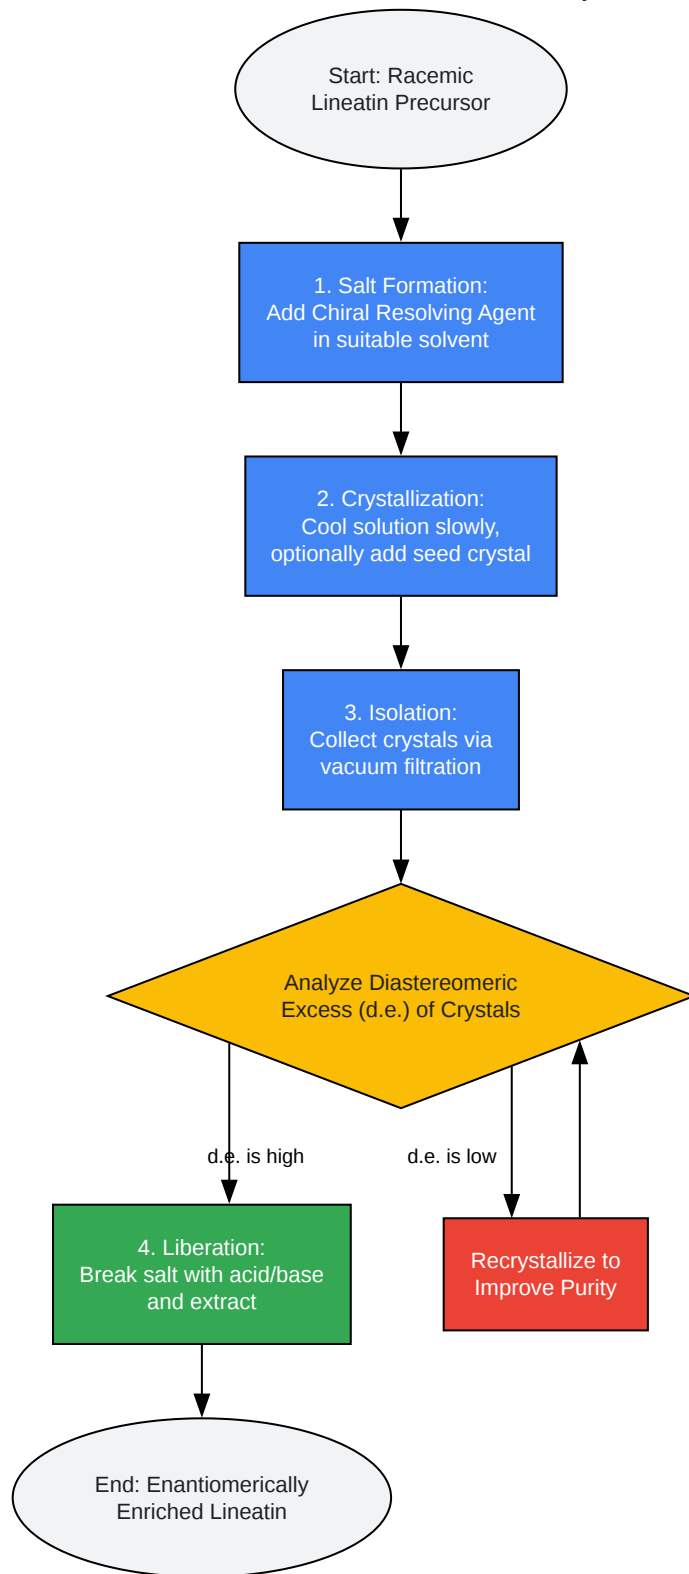 Start: Racemic
Lineatin Precursor
1. Salt Formation:
Add Chiral Resolving Agent
in suitable solvent
2. Crystallization:
Cool solution slowly,
optionally add seed crystal
3. Isolation:
Collect crystals via
vacuum filtration
Analyze Diastereomeric
Excess (d.e.) of Crystals
d.e. is high
d.e. is low
4. Liberation:
Break salt with acid/base
and extract
Recrystallize to
Improve Purity
End: Enantiomerically
Enriched Lineatin